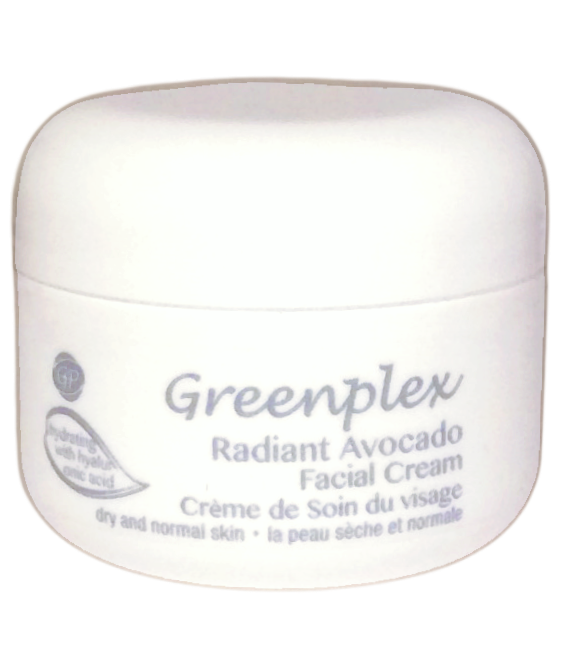 GP
Greenplex
hydrating
with hyalur-
onic acid
Radiant Avocado
Facial Cream
Crème de Soin du visage
dry and normal skin • la peau sèche et normale